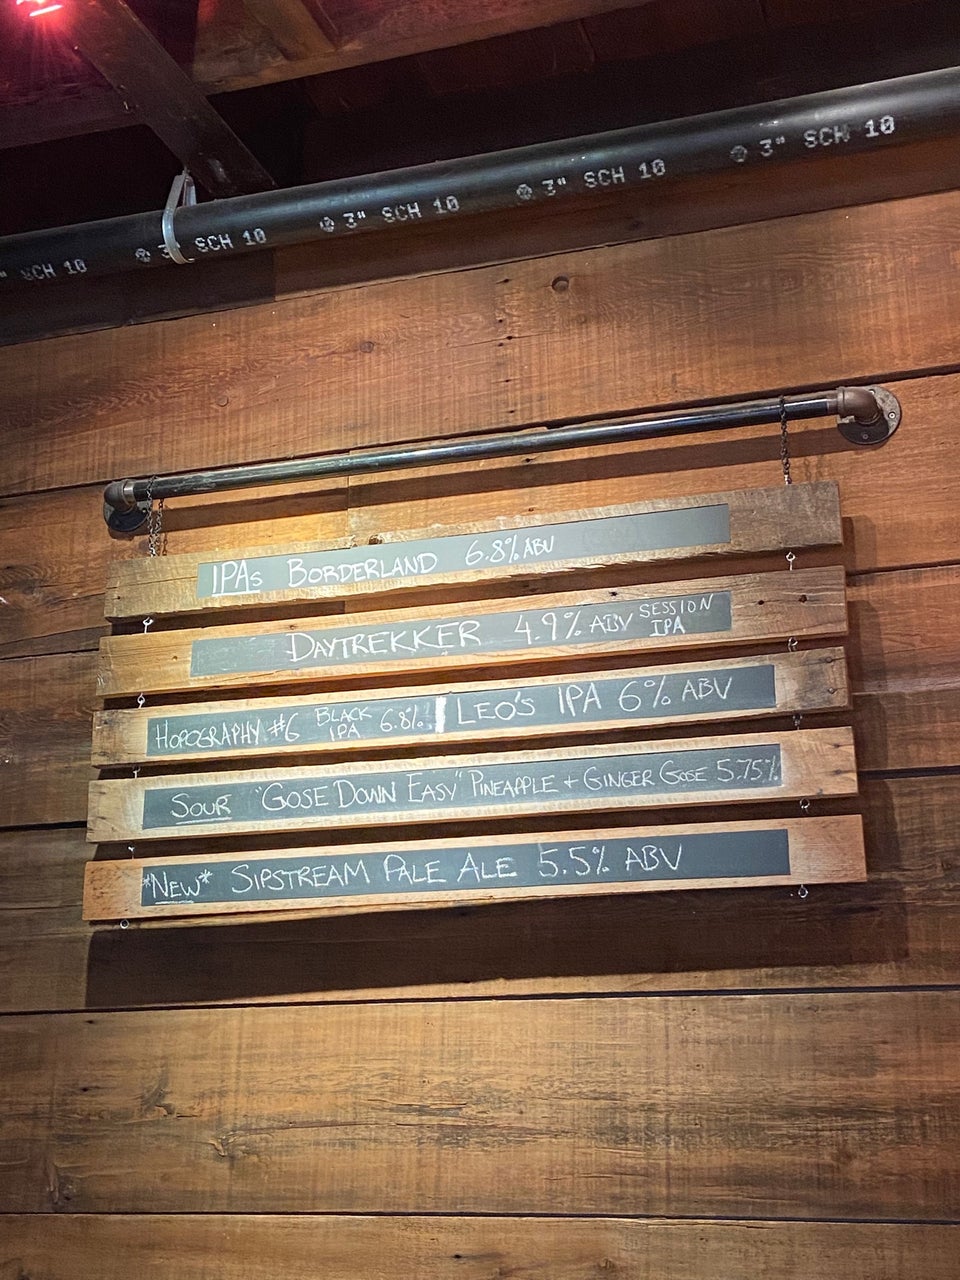 " SCH 10 3" SCH 10 3" SCH 10 3" SCH 10 3" SCH 10
IPAs BORDERLAND 6.8% ABV
DAYTREKKER 4.9% ABV SESSION IPA
HOPOGRAPHY #6 BLACK IPA 6.8% LEO'S IPA 6% ABV
SOUR "GOSE DOWN EASY" PINEAPPLE + GINGER GOSE 5.75%
*NEW* SIPSTREAM PALE ALE 5.5% ABV